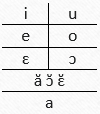 i u
e o
ɛ ɔ
ă ɔ̆ ɛ̆
a